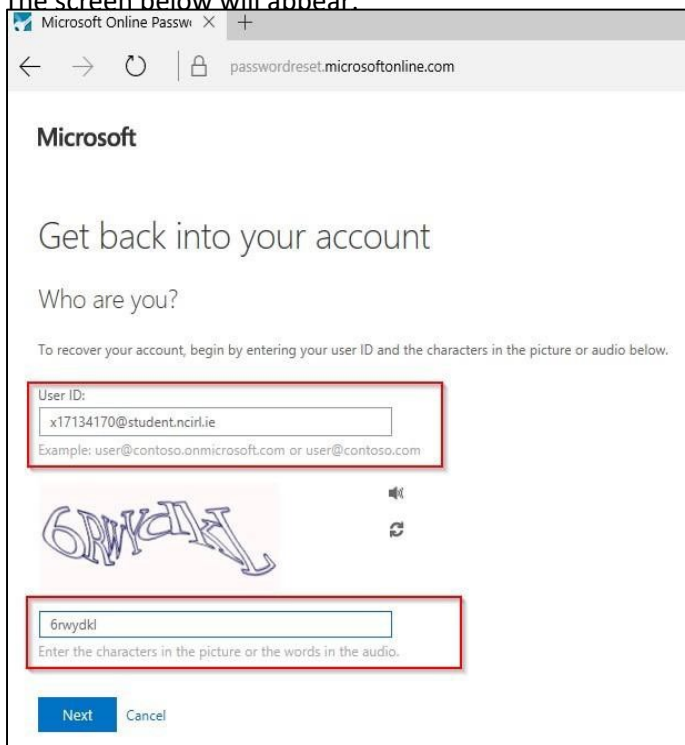 The screen below will appear.
Microsoft Online Passw
passwordreset.microsoftonline.com
Microsoft
Get back into your account
Who are you?
To recover your account, begin by entering your user ID and the characters in the picture or audio below.
User ID:
x17134170@student.ncirl.ie
Example: user@contoso.onmicrosoft.com or user@contoso.com
6RWYdkL
6rwydkl
Enter the characters in the picture or the words in the audio.
Next Cancel